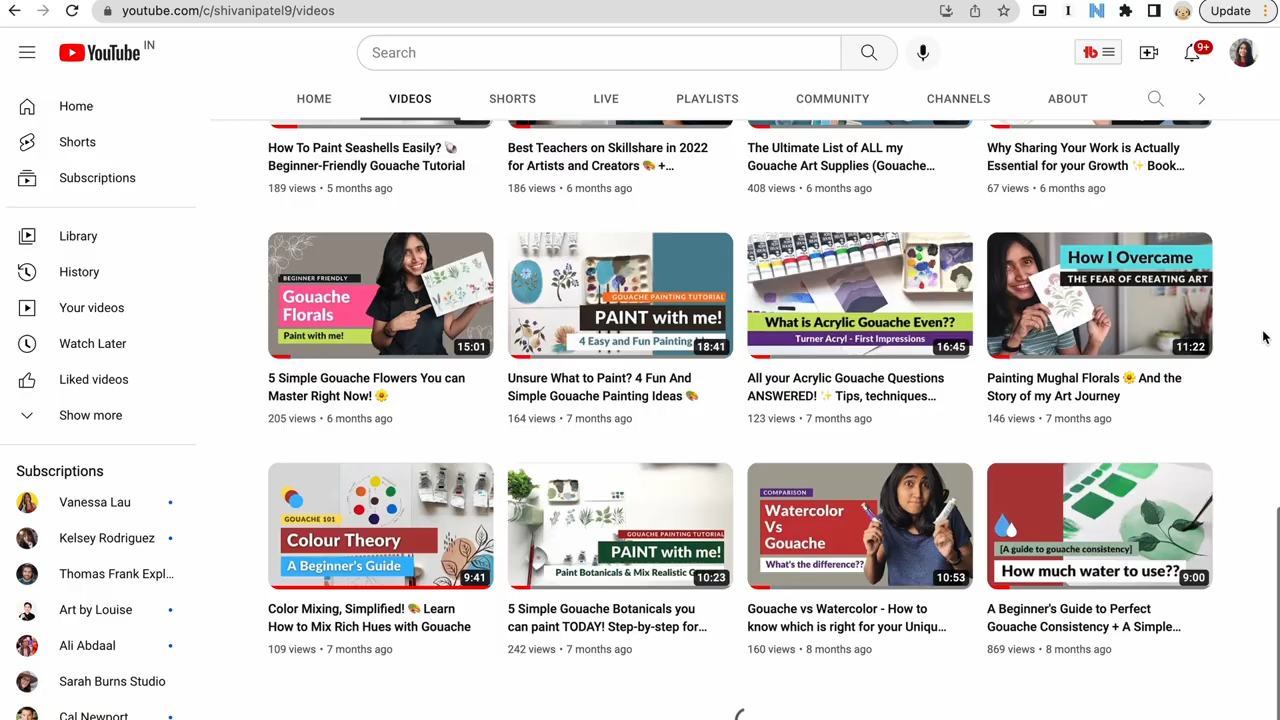 youtube.com/c/shivanipatel9/videos
Update
YouTube IN
Search
9+
HOME VIDEOS SHORTS LIVE PLAYLISTS COMMUNITY CHANNELS ABOUT
Home
Shorts
Subscriptions
Library
History
Your videos
Watch Later
Liked videos
Show more
Subscriptions
Vanessa Lau
Kelsey Rodriguez
Thomas Frank Expl...
Art by Louise
Ali Abdaal
Sarah Burns Studio
Cal Newport
How To Paint Seashells Easily? 🐚
Beginner-Friendly Gouache Tutorial
189 views • 5 months ago
Best Teachers on Skillshare in 2022
for Artists and Creators 🎨 +...
186 views • 6 months ago
The Ultimate List of ALL my
Gouache Art Supplies (Gouache...
408 views • 6 months ago
Why Sharing Your Work is Actually
Essential for your Growth ✨ Book...
67 views • 6 months ago
BEGINNER FRIENDLY
Gouache
Florals
Paint with me!
15:01
5 Simple Gouache Flowers You can
Master Right Now! 🌼
205 views • 6 months ago
GOUACHE PAINTING TUTORIAL
PAINT with me!
4 Easy and Fun Painting
18:41
Unsure What to Paint? 4 Fun And
Simple Gouache Painting Ideas 🎨
164 views • 7 months ago
What is Acrylic Gouache Even??
Turner Acryl - First Impressions
16:45
All your Acrylic Gouache Questions
ANSWERED! ✨ Tips, techniques...
123 views • 7 months ago
How I Overcame
THE FEAR OF CREATING ART
11:22
Painting Mughal Florals 🌼 And the
Story of my Art Journey
146 views • 7 months ago
GOUACHE 101
Colour Theory
A Beginner's Guide
9:41
Color Mixing, Simplified! 🎨 Learn
How to Mix Rich Hues with Gouache
109 views • 7 months ago
GOUACHE PAINTING TUTORIAL
PAINT with me!
Paint Botanicals & Mix Realistic
10:23
5 Simple Gouache Botanicals you
can paint TODAY! Step-by-step for...
242 views • 7 months ago
COMPARISON
Watercolor
Vs
Gouache
What's the difference??
10:53
Gouache vs Watercolor - How to
know which is right for your Uniqu...
160 views • 8 months ago
[A guide to gouache consistency]
How much water to use??
9:00
A Beginner's Guide to Perfect
Gouache Consistency + A Simple...
869 views • 8 months ago